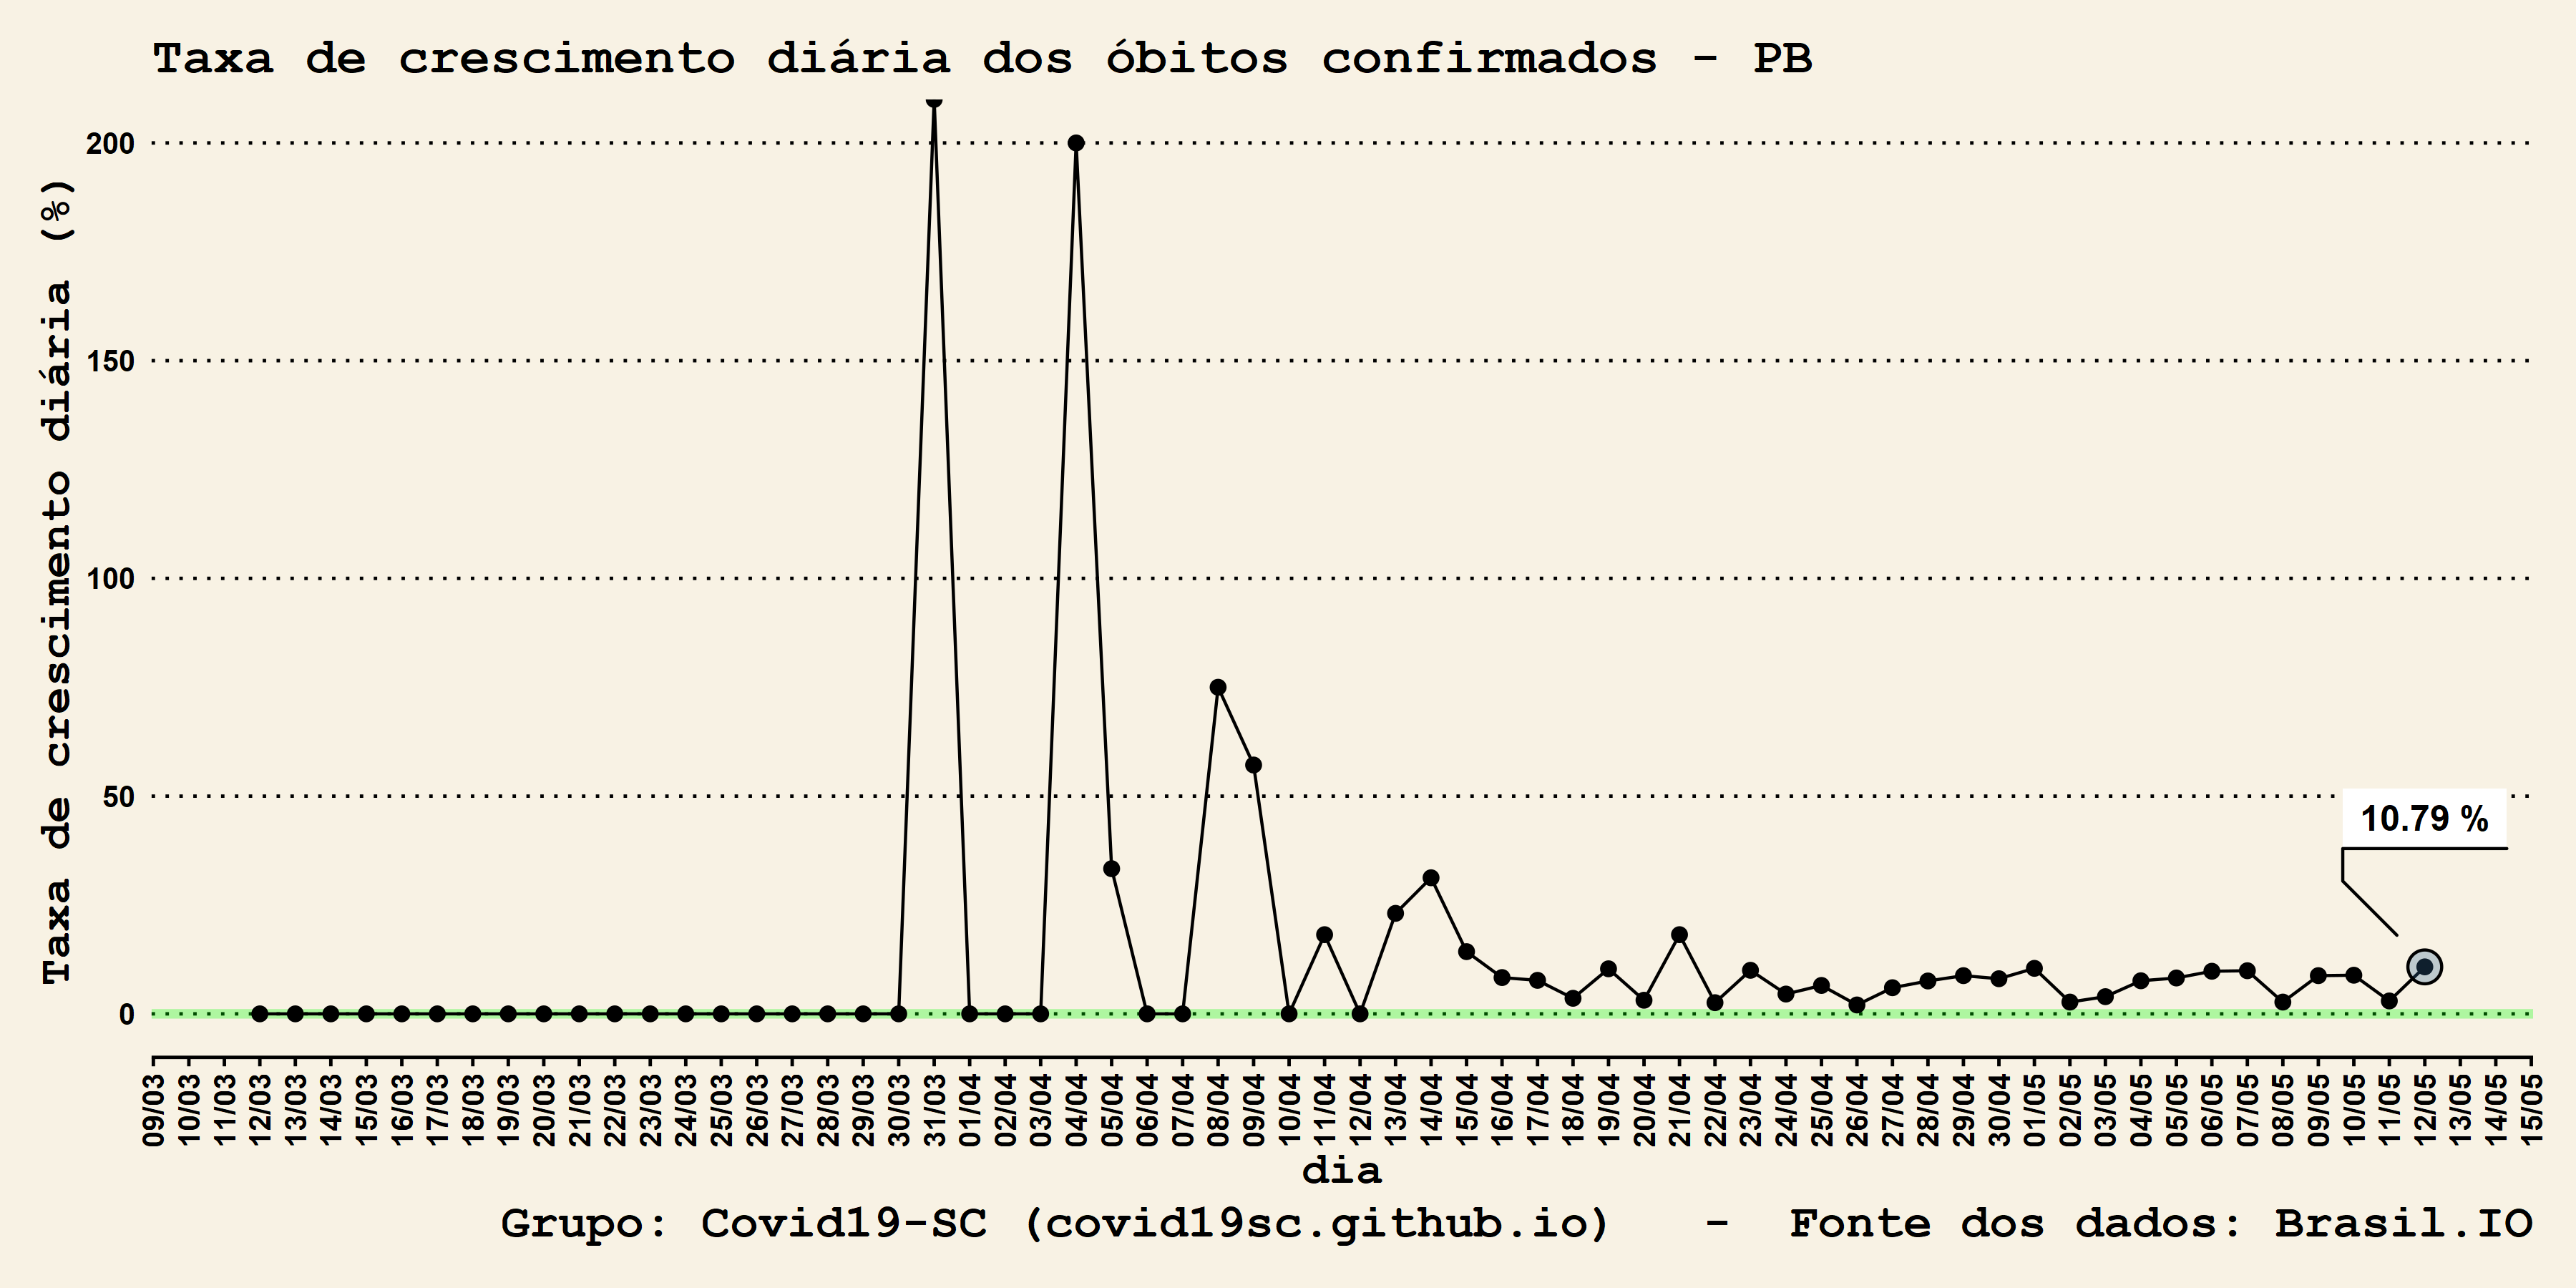 Taxa de crescimento diária dos óbitos confirmados - PB
Taxa de crescimento diária (%)
200
150
100
50
0
10.79 %
09/03 10/03 11/03 12/03 13/03 14/03 15/03 16/03 17/03 18/03 19/03 20/03 21/03 22/03 23/03 24/03 25/03 26/03 27/03 28/03 29/03 30/03 31/03 01/04 02/04 03/04 04/04 05/04 06/04 07/04 08/04 09/04 10/04 11/04 12/04 13/04 14/04 15/04 16/04 17/04 18/04 19/04 20/04 21/04 22/04 23/04 24/04 25/04 26/04 27/04 28/04 29/04 30/04 01/05 02/05 03/05 04/05 05/05 06/05 07/05 08/05 09/05 10/05 11/05 12/05 13/05 14/05 15/05
dia
Grupo: Covid19-SC (covid19sc.github.io) - Fonte dos dados: Brasil.IO